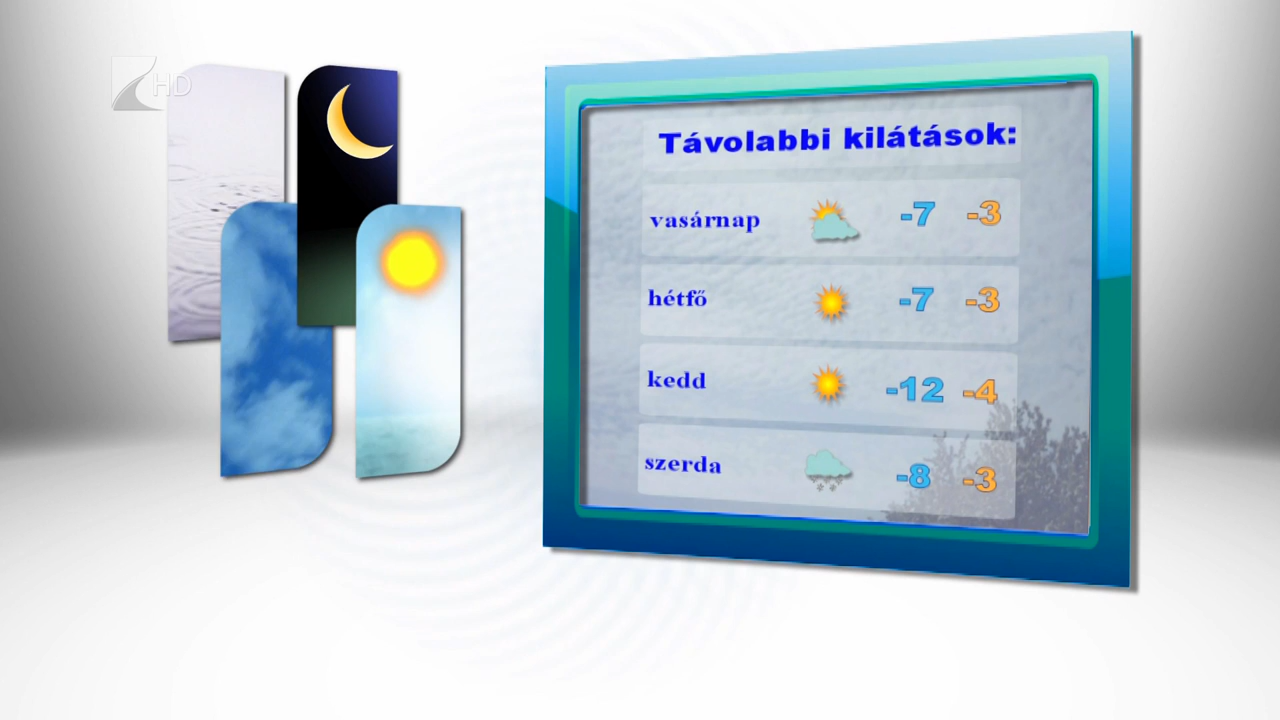 HD
Távolabbi kilátások:
vasárnap -7 -3
hétfő -7 -3
kedd -12 -4
szerda -8 -3